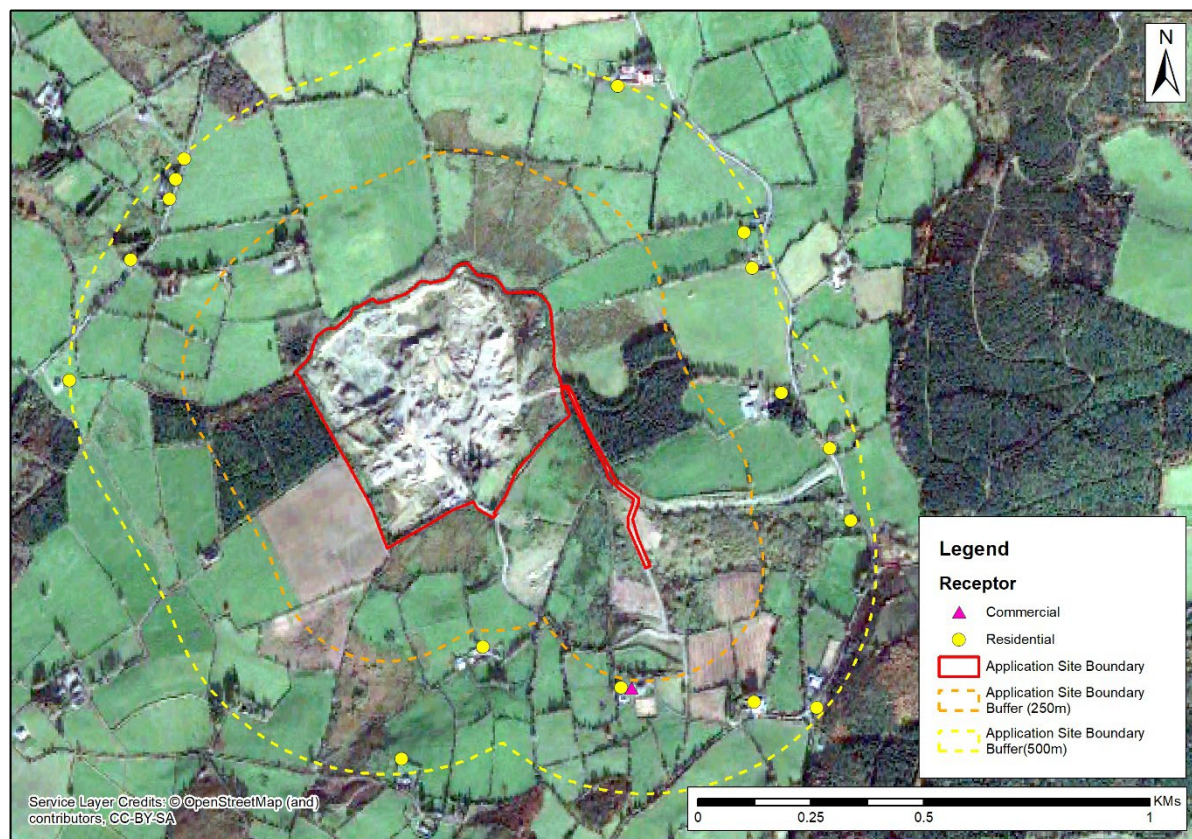 N
Legend
Receptor
Commercial
Residential
Application Site Boundary
Application Site Boundary
Buffer (250m)
Application Site Boundary
Buffer(500m)
Service Layer Credits: © OpenStreetMap (and)
contributors, CC-BY-SA
KMs
0 0.25 0.5 1